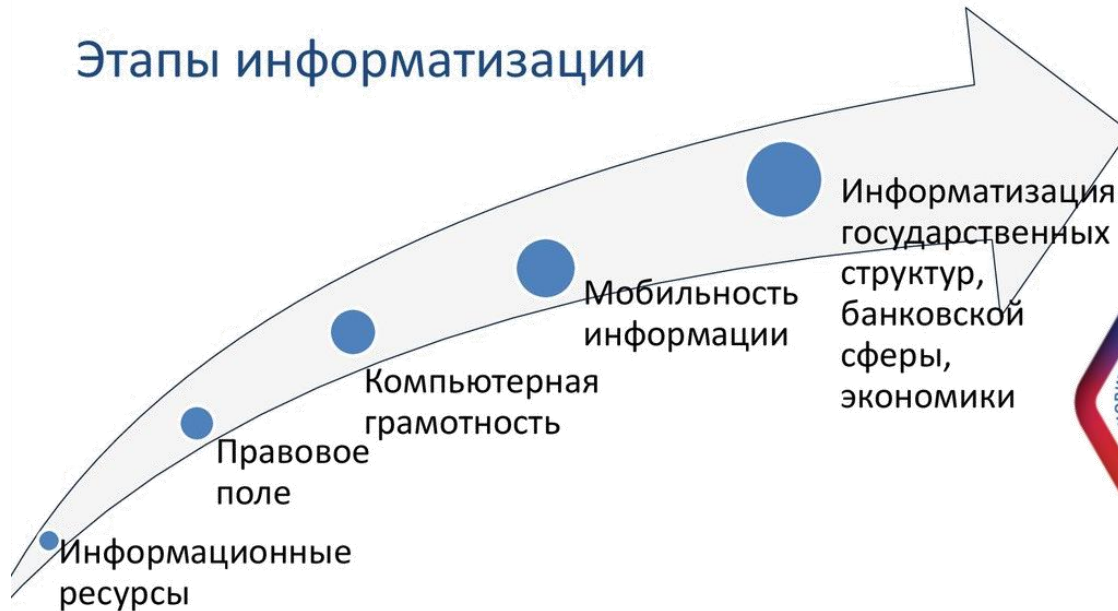 Этапы информатизации
Информационные
ресурсы
Правовое
поле
Компьютерная
грамотность
Мобильность
информации
Информатизация
государственных
структур,
банковской
сферы,
экономики